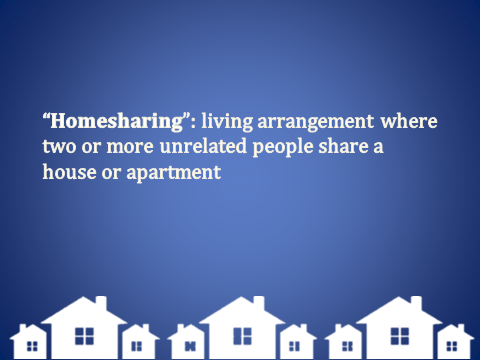 “Homesharing”: living arrangement where
two or more unrelated people share a
house or apartment